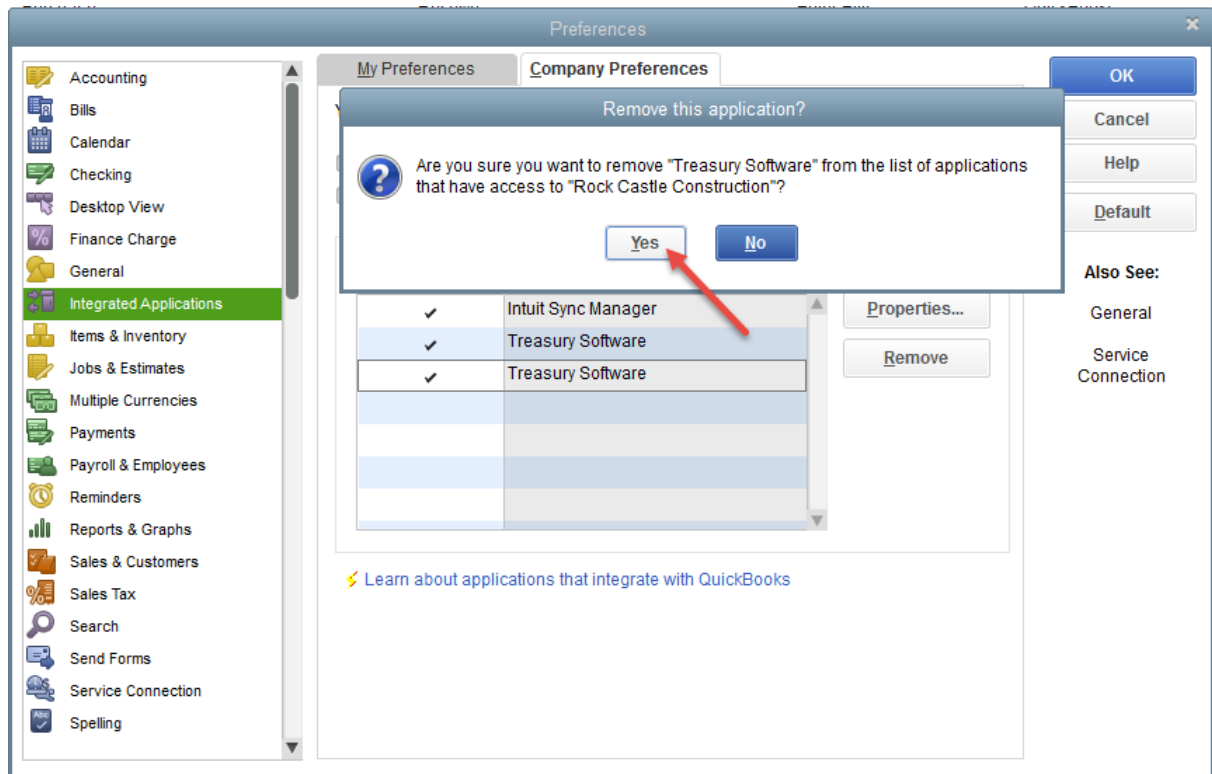 Preferences
Accounting
Bills
Calendar
Checking
Desktop View
Finance Charge
General
Integrated Applications
Items & Inventory
Jobs & Estimates
Multiple Currencies
Payments
Payroll & Employees
Reminders
Reports & Graphs
Sales & Customers
Sales Tax
Search
Send Forms
Service Connection
Abc
Spelling
My Preferences
Company Preferences
Remove this application?
Are you sure you want to remove "Treasury Software" from the list of applications
that have access to "Rock Castle Construction"?
Yes
No
Intuit Sync Manager
Treasury Software
Treasury Software
Properties...
Remove
Learn about applications that integrate with QuickBooks
OK
Cancel
Help
Default
Also See:
General
Service
Connection